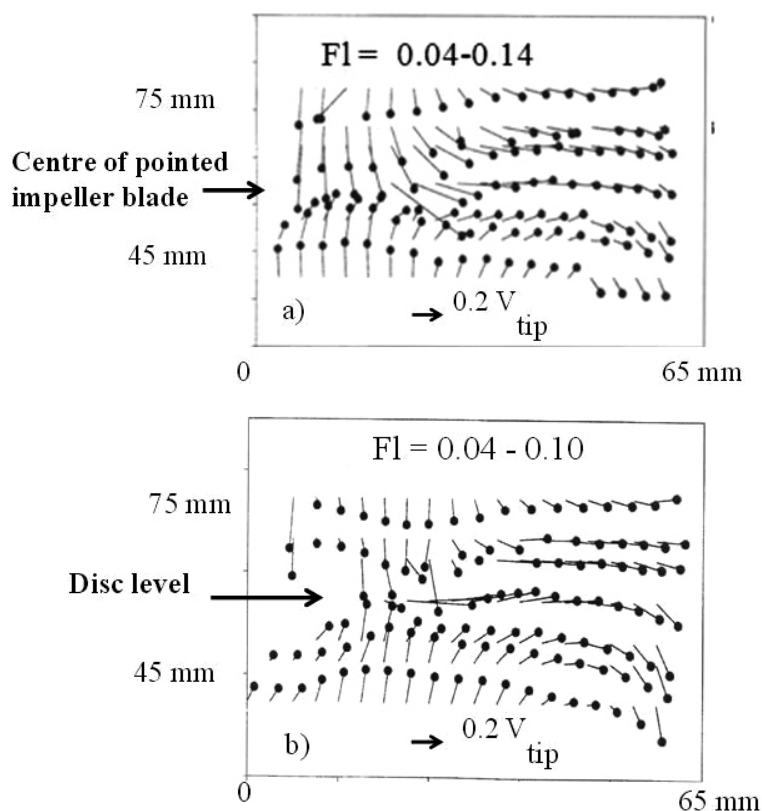 Fl = 0.04-0.14
75 mm
Centre of pointed
impeller blade
45 mm
a)
0.2 V
tip
0
65 mm
Fl = 0.04 - 0.10
75 mm
Disc level
45 mm
b)
0.2 V
tip
0
65 mm